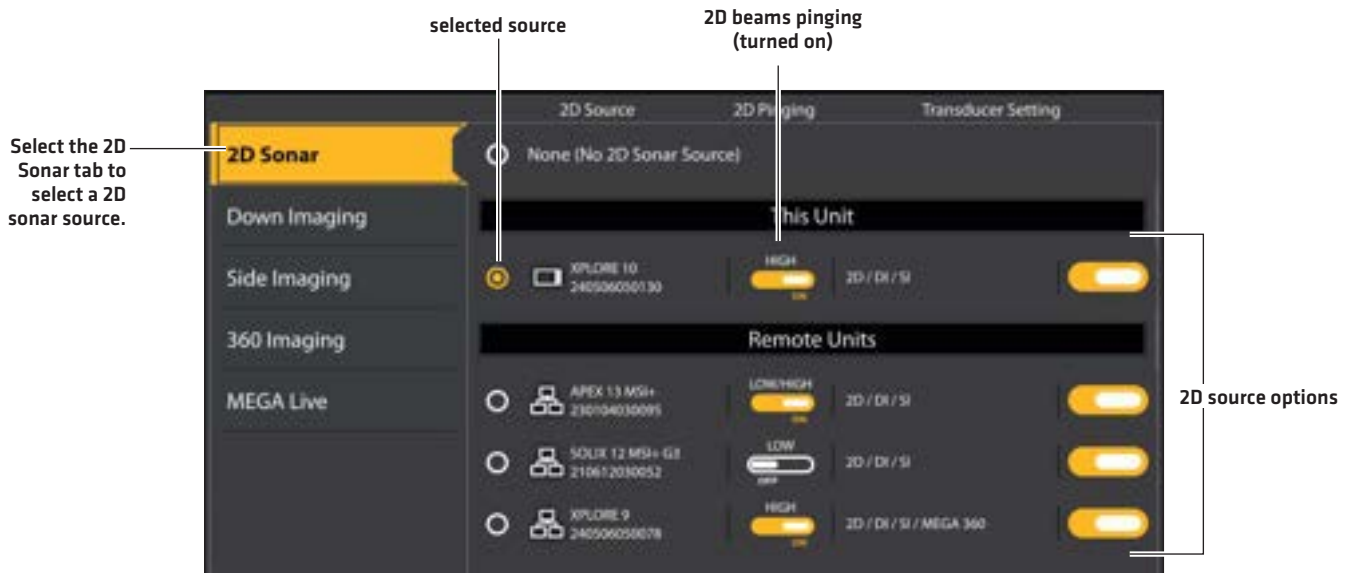 selected source
2D beams pinging
(turned on)
Select the 2D
Sonar tab to
select a 2D
sonar source.
2D Source 2D Pinging Transducer Setting
2D Sonar
None (No 2D Sonar Source)
Down Imaging
This Unit
Side Imaging
HIGH
XPLORE 10
240506050130
2D / DI / SI
ON
360 Imaging
Remote Units
MEGA Live
APEX 13 MSI+
230104030095
LOW/HIGH
ON
2D / DI / SI
2D source options
SOLIX 12 MSI+ G3
210612030052
LOW
OFF
2D / DI / SI
XPLORE 9
240506050078
HIGH
ON
2D / DI / SI / MEGA 360